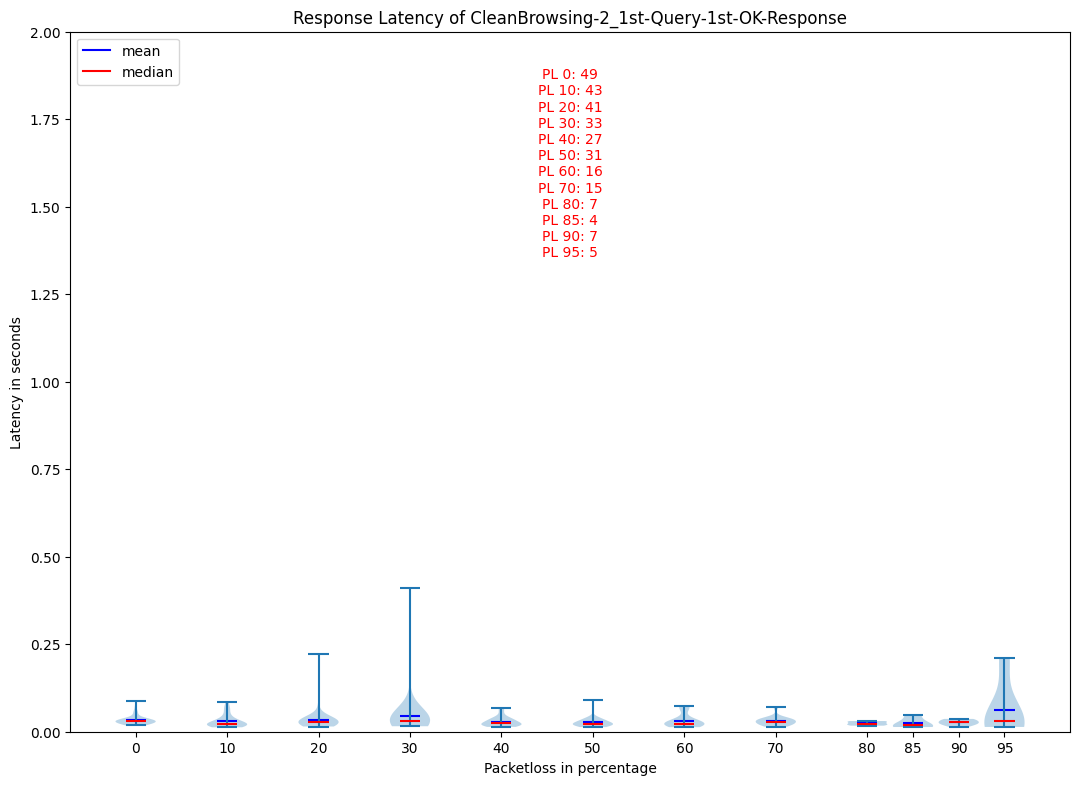 Response Latency of CleanBrowsing-2_1st-Query-1st-OK-Response
2.00
1.75
1.50
1.25
1.00
0.75
0.50
0.25
0.00
Latency in seconds
mean
median
PL 0: 49
PL 10: 43
PL 20: 41
PL 30: 33
PL 40: 27
PL 50: 31
PL 60: 16
PL 70: 15
PL 80: 7
PL 85: 4
PL 90: 7
PL 95: 5
0 10 20 30 40 50 60 70 80 85 90 95
Packetloss in percentage